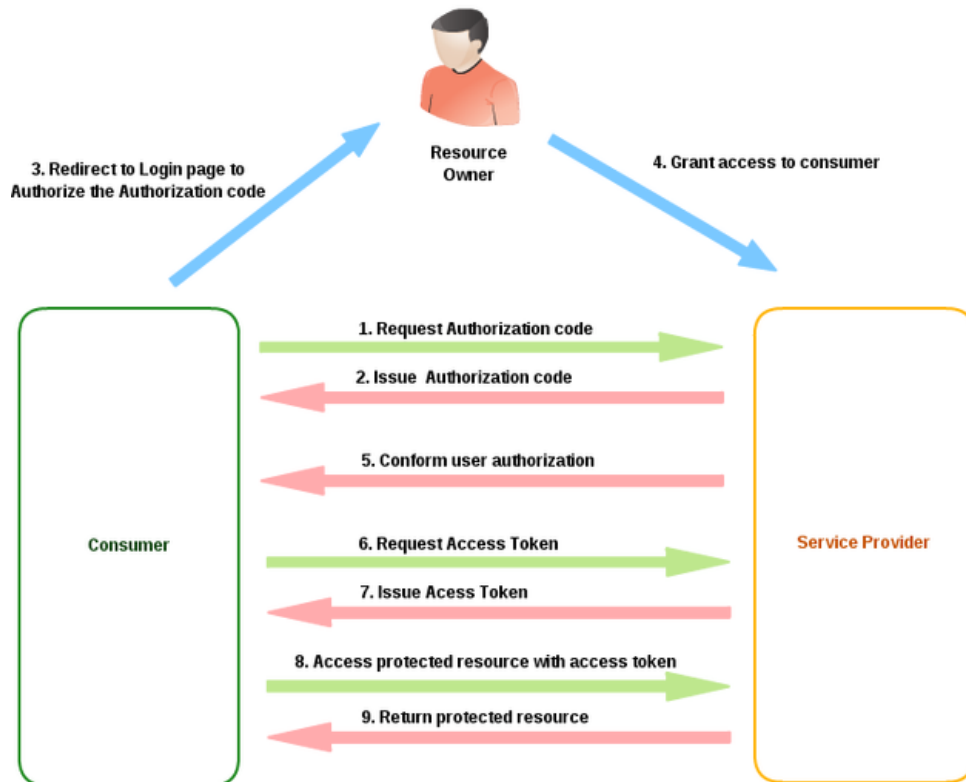 Resource
Owner
3. Redirect to Login page to
Authorize the Authorization code
4. Grant access to consumer
1. Request Authorization code
2. Issue Authorization code
5. Conform user authorization
Consumer
Service Provider
6. Request Access Token
7. Issue Acess Token
8. Access protected resource with access token
9. Return protected resource